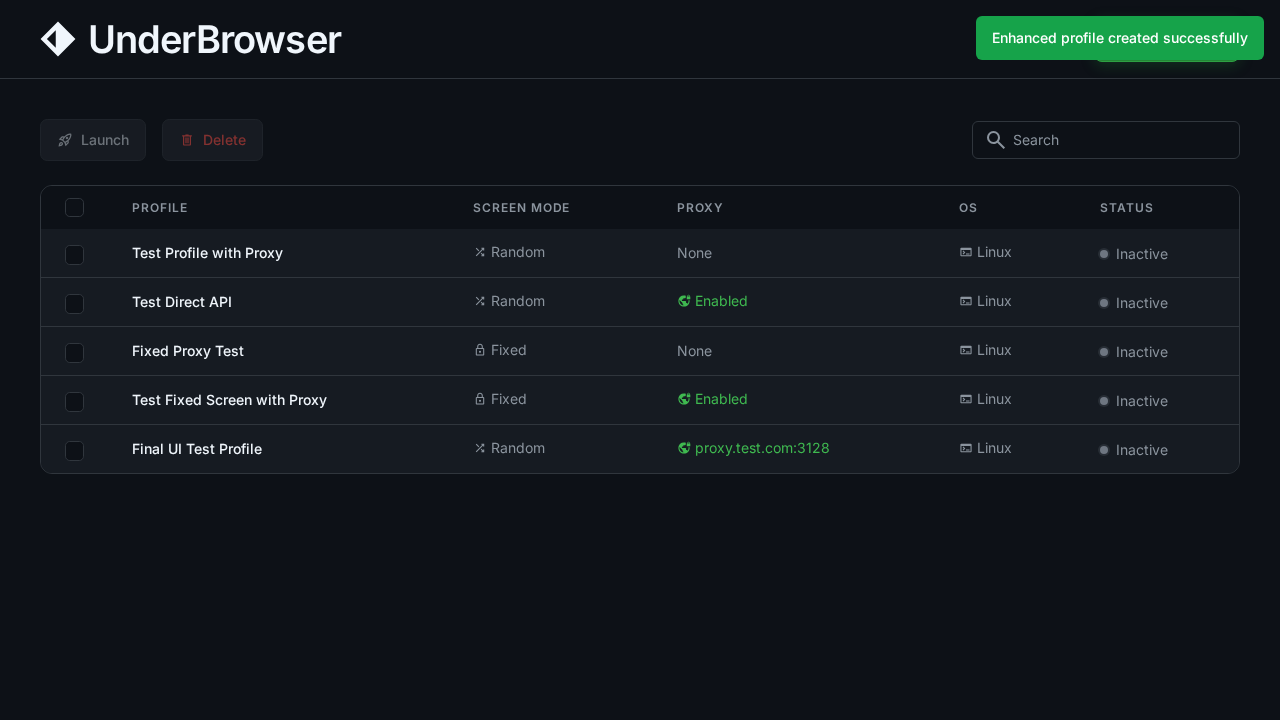 UnderBrowser
Enhanced profile created successfully
Launch
Delete
Search
PROFILE SCREEN MODE PROXY OS STATUS
Test Profile with Proxy Random None Linux Inactive
Test Direct API Random Enabled Linux Inactive
Fixed Proxy Test Fixed None Linux Inactive
Test Fixed Screen with Proxy Fixed Enabled Linux Inactive
Final UI Test Profile Random proxy.test.com:3128 Linux Inactive